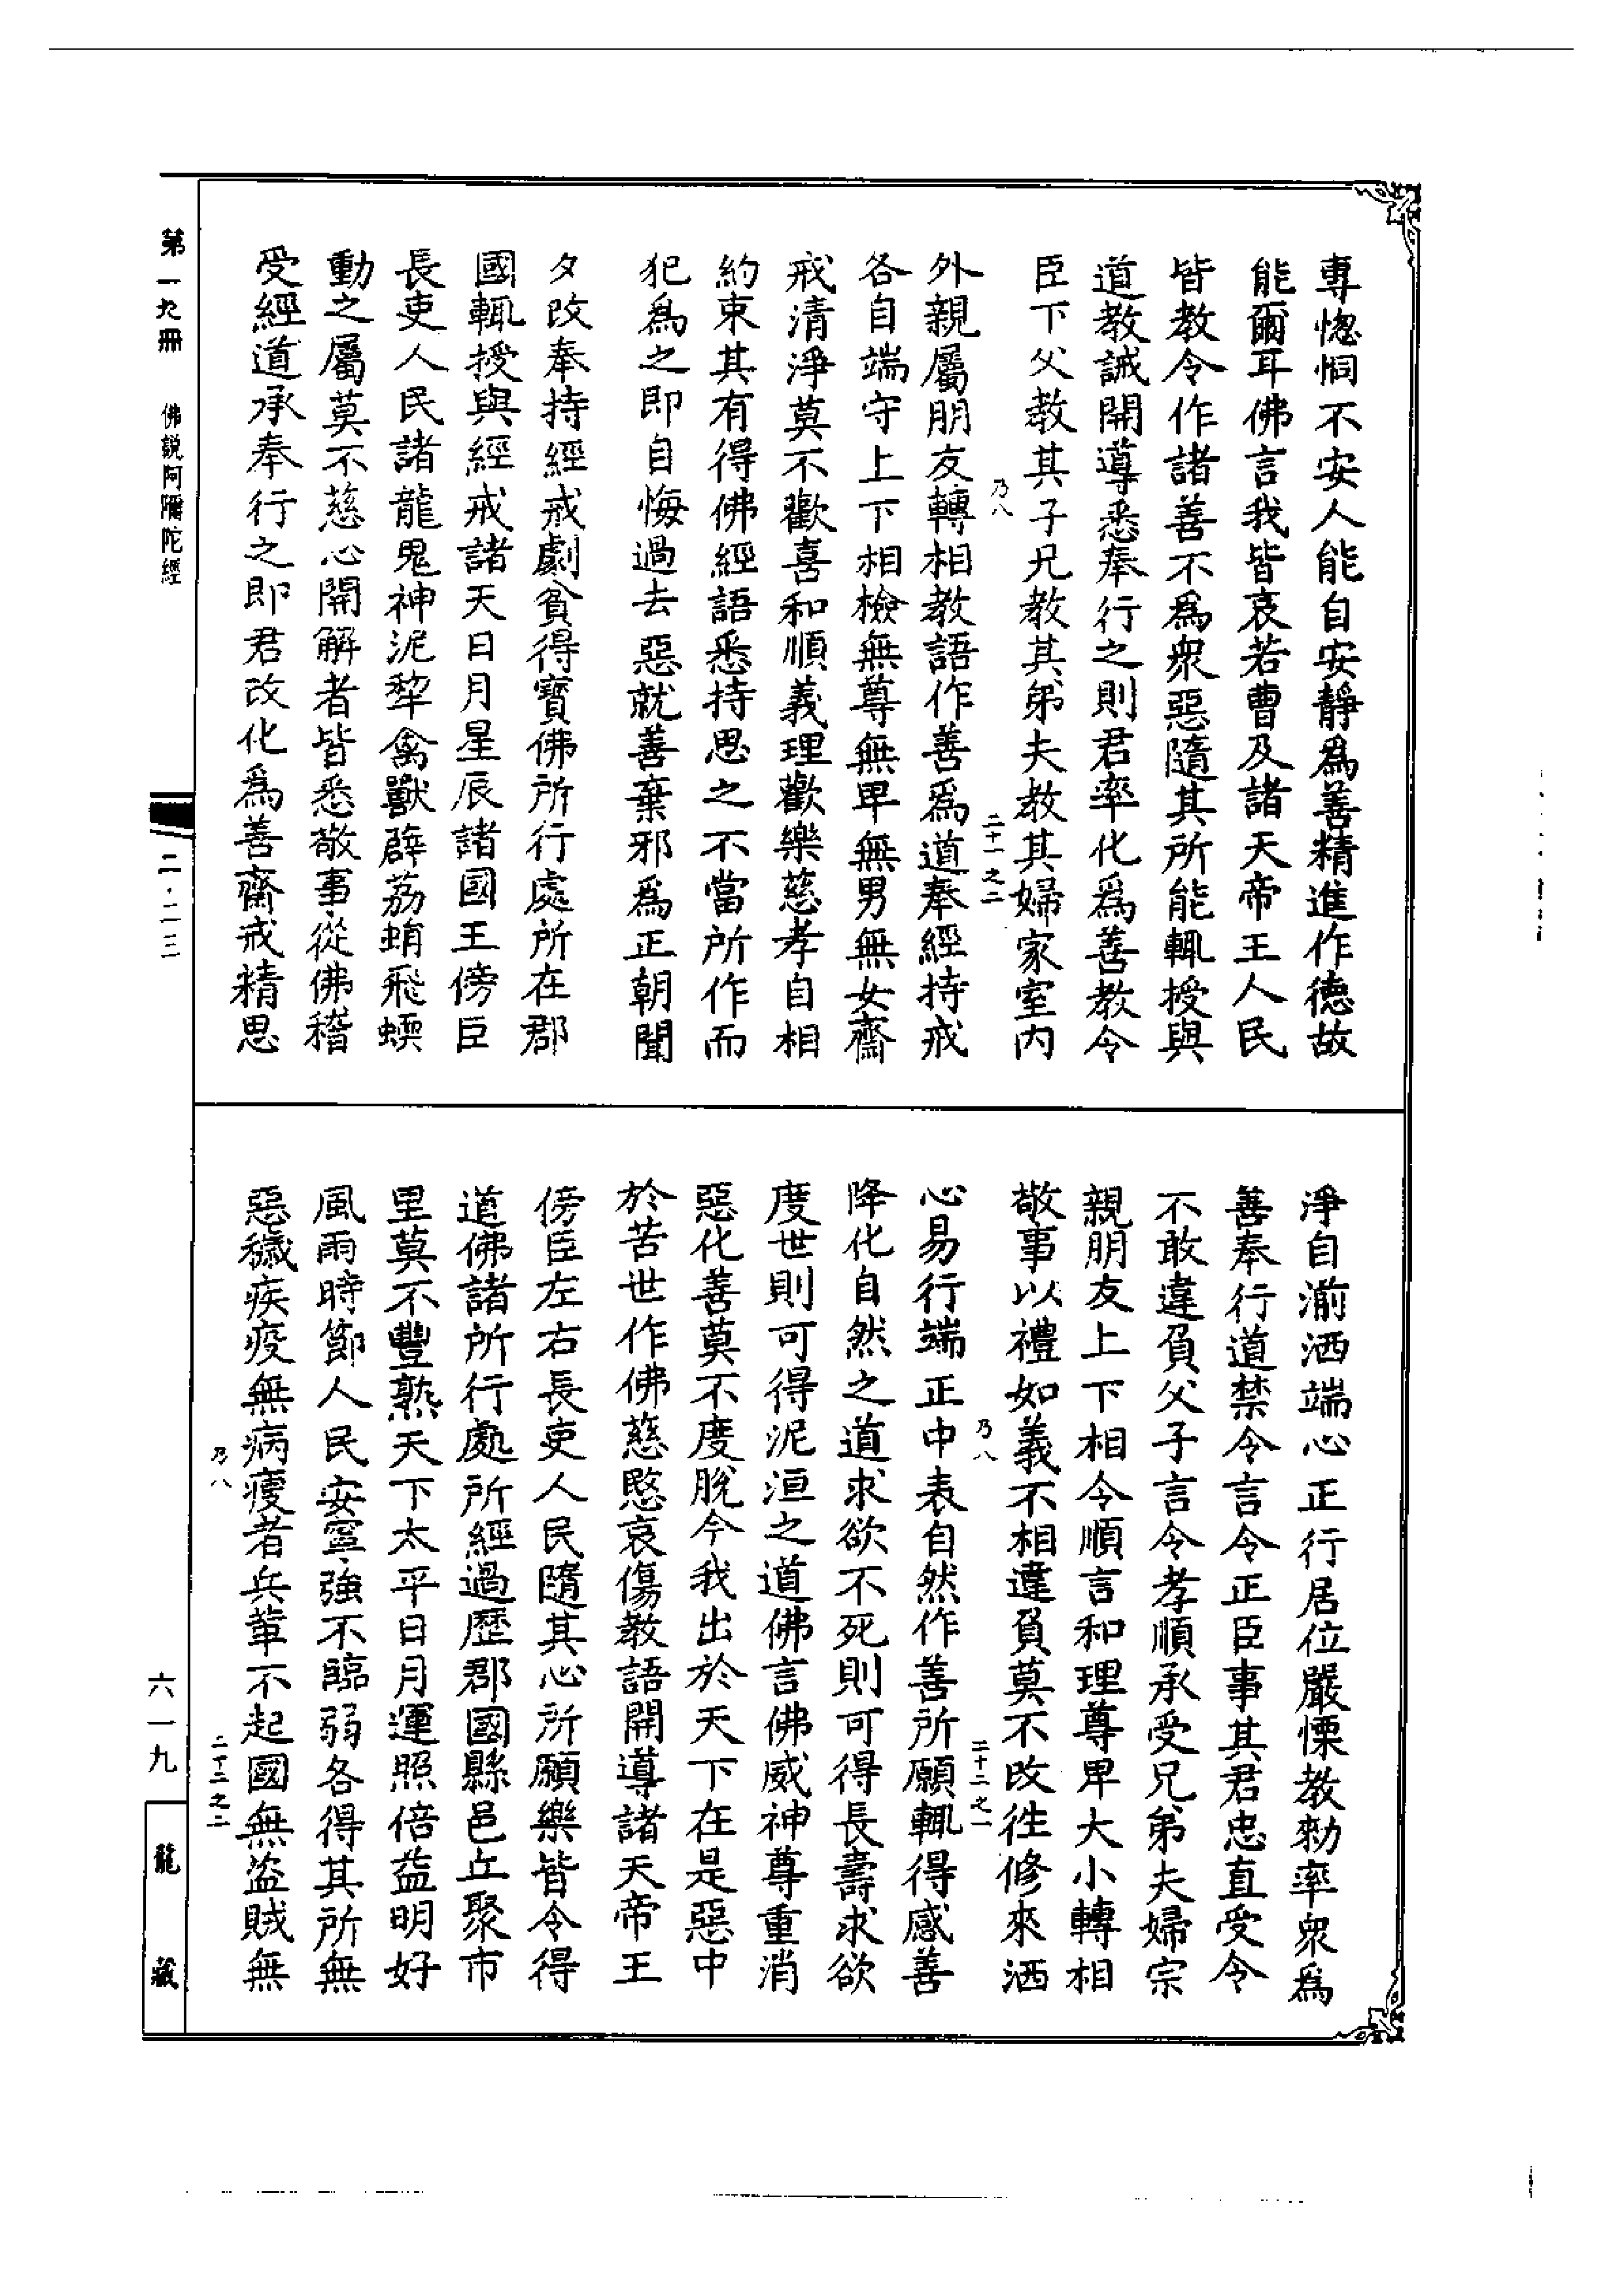 專愡恫不安人能自安靜爲善精進作德故
能爾耳佛言我皆哀若曹及諸天帝王人民
皆教令作諸善不爲衆惡隨其所能輒授與
道教誡開導悉奉行之則君率化爲善教令
臣下父教其子兄教其弟夫教其婦家室內
乃八
二十一之二
外親屬朋友轉相教語作善爲道奉經持戒
各自端守上下相檢無尊無卑無男無女齋
戒清淨莫不歡喜和順義理歡樂慈孝自相
約束其有得佛經語悉持思之不當所作而
犯爲之即自悔過去惡就善棄邪爲正朝聞
夕改奉持經戒劇貧得寶佛所行處所在郡
國輒授與經戒諸天日月星辰諸國王傍臣
長吏人民諸龍鬼神泥犂禽獸薜荔蜎飛蝡
動之屬莫不慈心開解者皆悉敬事從佛稽
受經道承奉行之即君改化爲善齋戒精思
淨自湔洒端心正行居位嚴慄教勑率衆爲
善奉行道禁令言令正臣事其君忠直受令
不敢違負父子言令孝順承受兄弟夫婦宗
親朋友上下相令順言和理尊卑大小轉相
敬事以禮如義不相違負莫不改徃修來洒
乃八
二十二之一
心易行端正中表自然作善所願輒得感善
降化自然之道求欲不死則可得長壽求欲
度世則可得泥洹之道佛言佛威神尊重消
惡化善莫不度脫今我出於天下在是惡中
於苦世作佛慈愍哀傷教語開導諸天帝王
傍臣左右長吏人民隨其心所願樂皆令得
道佛諸所行處所經過歷郡國縣邑丘聚市
里莫不豐熟天下太平日月運照倍益明好
風雨時節人民安寧強不臨弱各得其所無
惡穢疾疫無病瘦者兵革不起國無盜賊無
乃八
二十二之二
第一九冊　佛說阿彌陀經
二·二三
六一九
龍藏